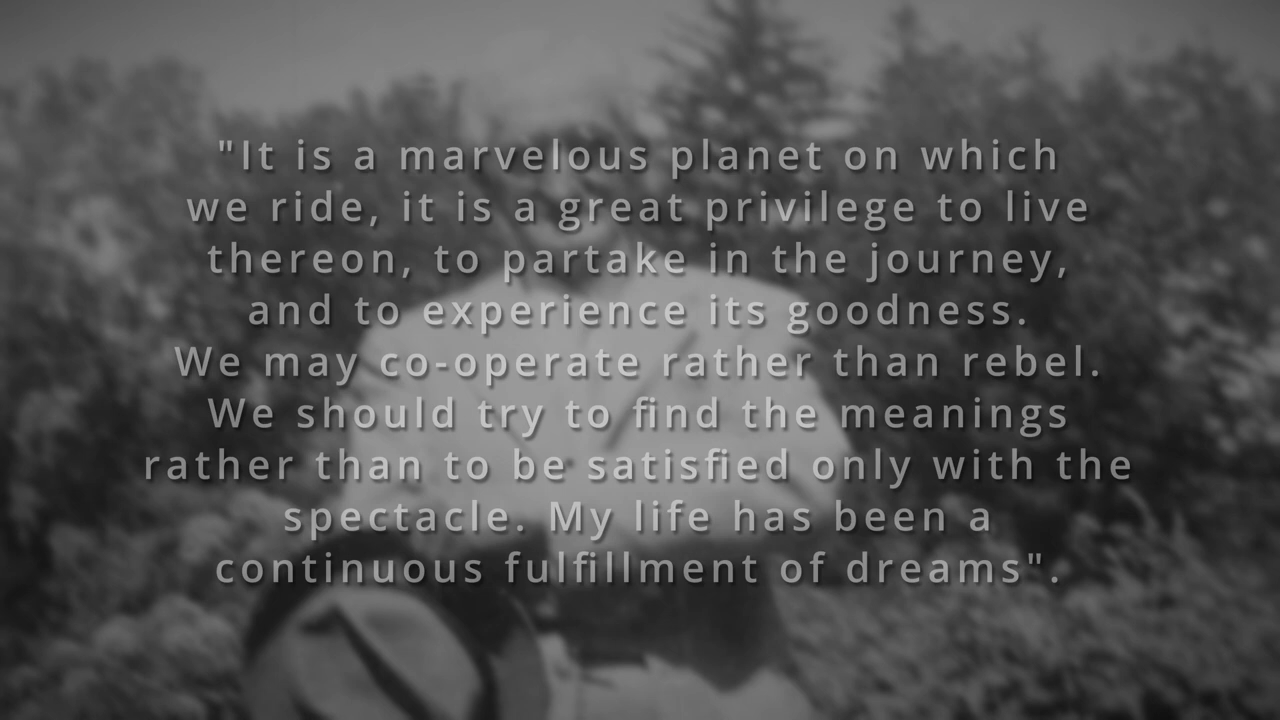 "It is a marvelous planet on which
we ride, it is a great privilege to live
thereon, to partake in the journey,
and to experience its goodness.
We may co-operate rather than rebel.
We should try to find the meanings
rather than to be satisfied only with the
spectacle. My life has been a
continuous fulfillment of dreams".